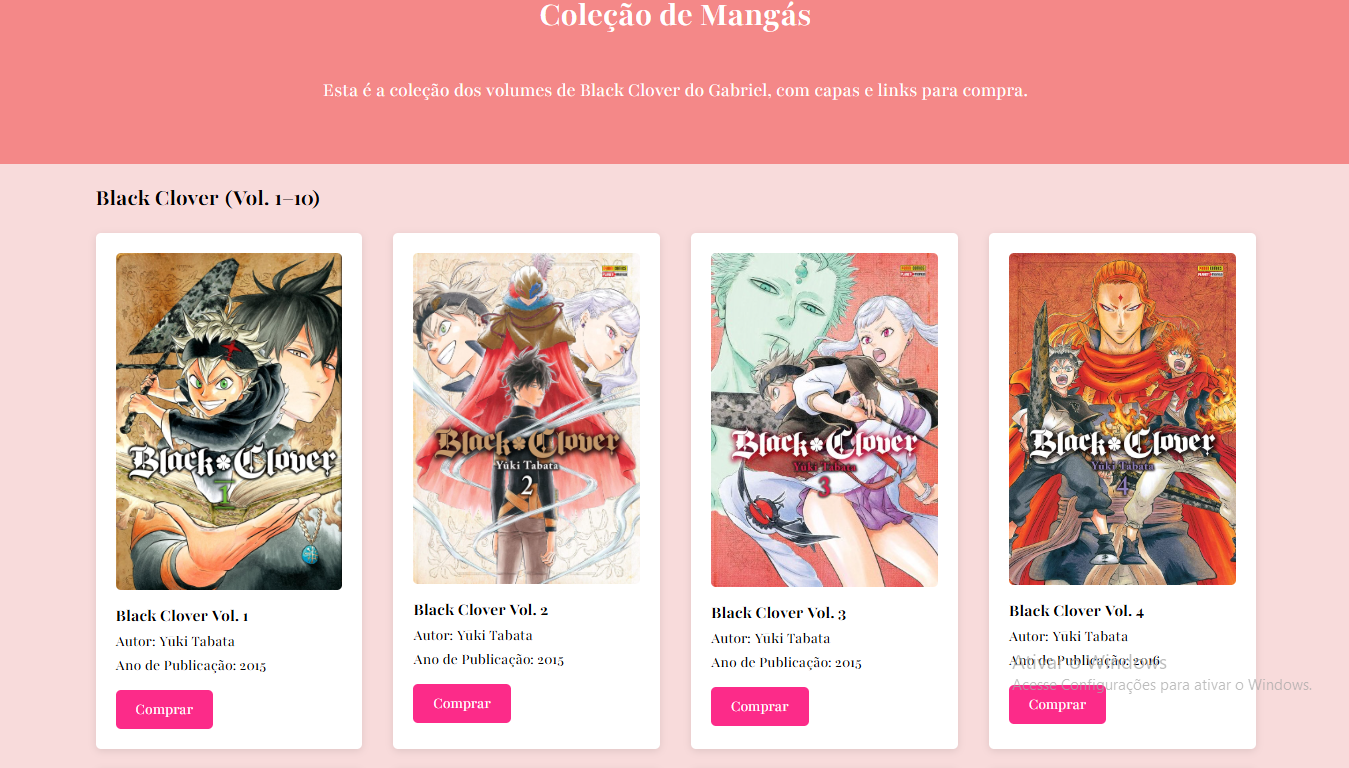 Coleção de Mangás
Esta é a coleção dos volumes de Black Clover do Gabriel, com capas e links para compra.
Black Clover (Vol. 1–10)
Black Clover
1
Black Clover
Yūki Tabata
2
Black Clover
Yūki Tabata
3
Black Clover
Yūki Tabata
4
Black Clover Vol. 1
Autor: Yuki Tabata
Ano de Publicação: 2015
Comprar
Black Clover Vol. 2
Autor: Yuki Tabata
Ano de Publicação: 2015
Comprar
Black Clover Vol. 3
Autor: Yuki Tabata
Ano de Publicação: 2015
Comprar
Black Clover Vol. 4
Autor: Yuki Tabata
Ano de Publicação: 2016
Comprar
Ativar o Windows
Acesse Configurações para ativar o Windows.